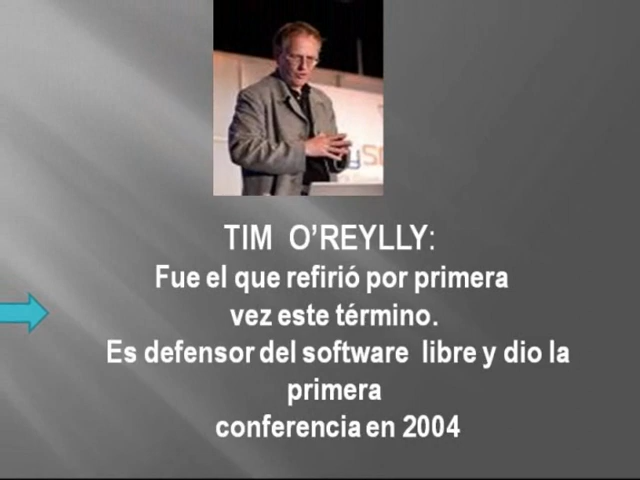 TIM O'REYLLY:
Fue el que refirió por primera
vez este término.
Es defensor del software libre y dio la
primera
conferencia en 2004